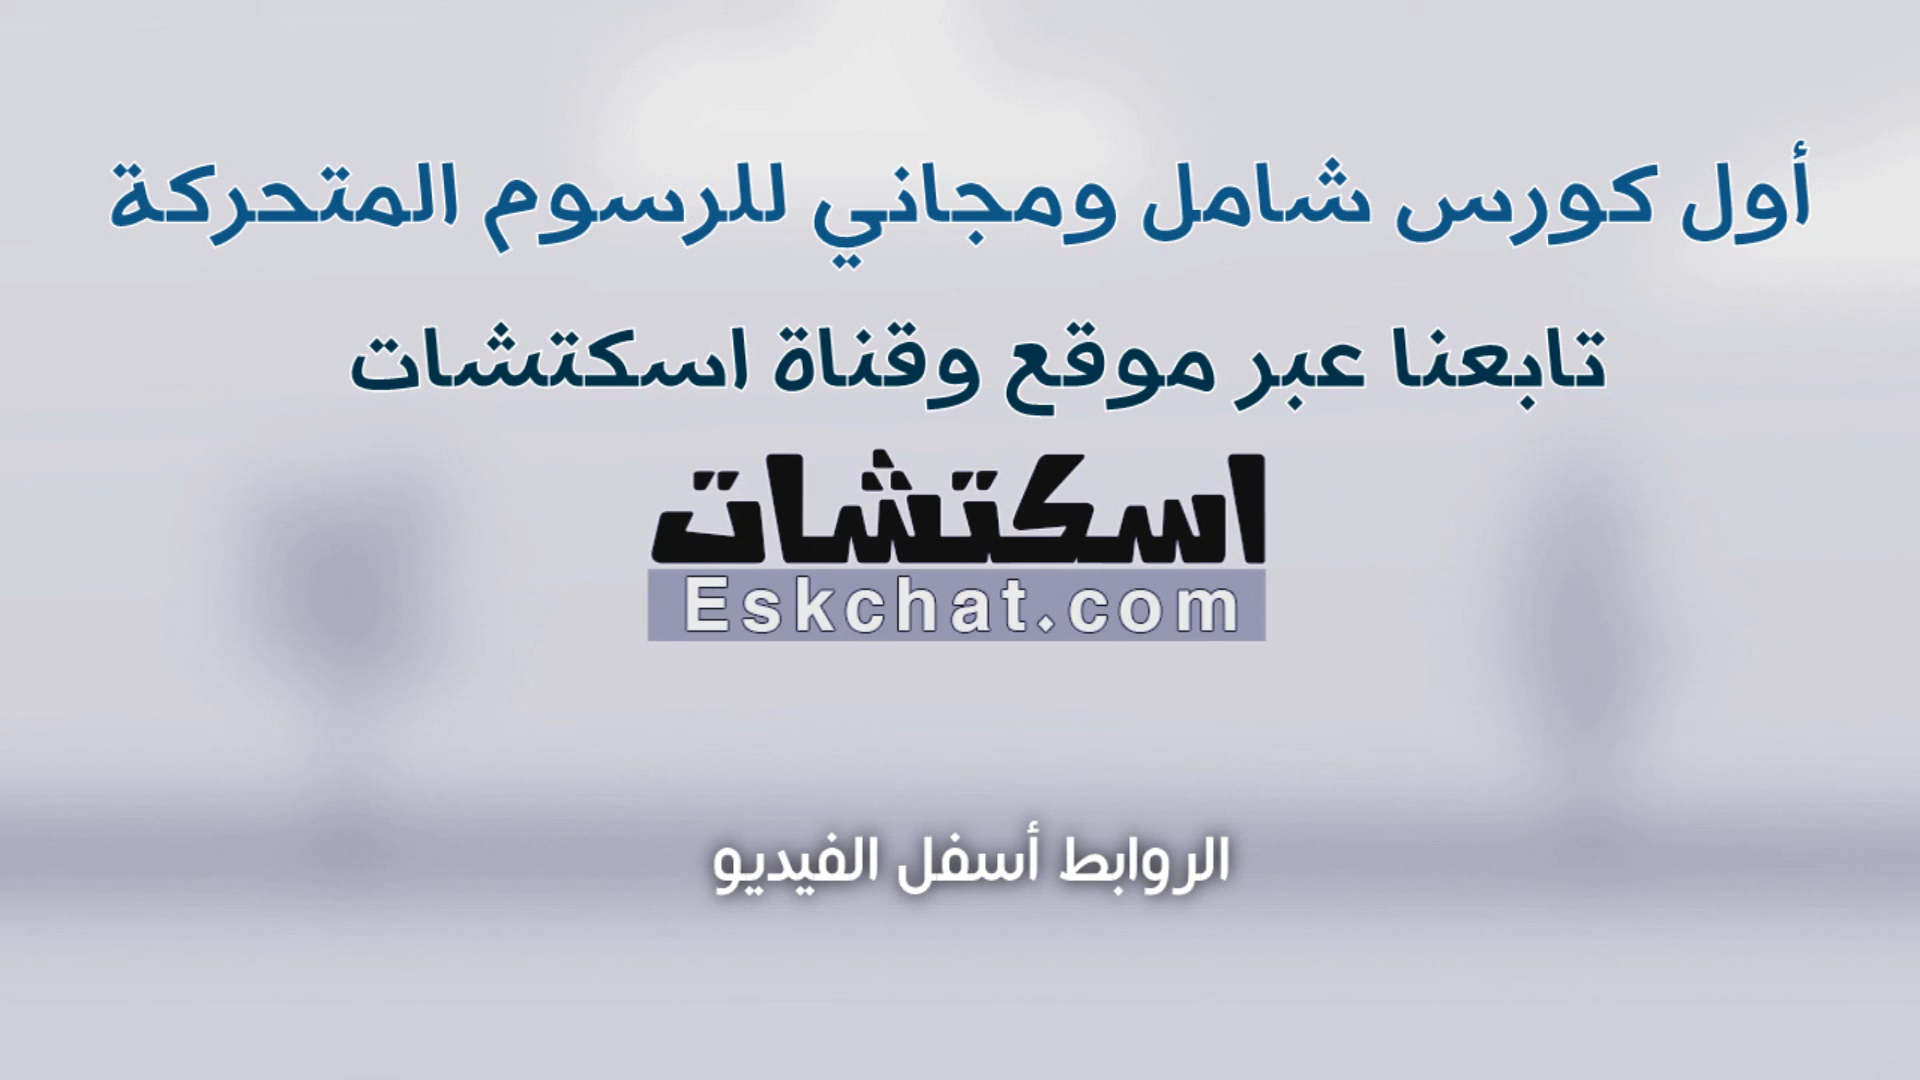 أول كورس شامل ومجاني للرسوم المتحركة
تابعنا عبر موقع وقناة اسكتشات
اسكتشات
Eskchat.com
الروابط أسفل الفيديو